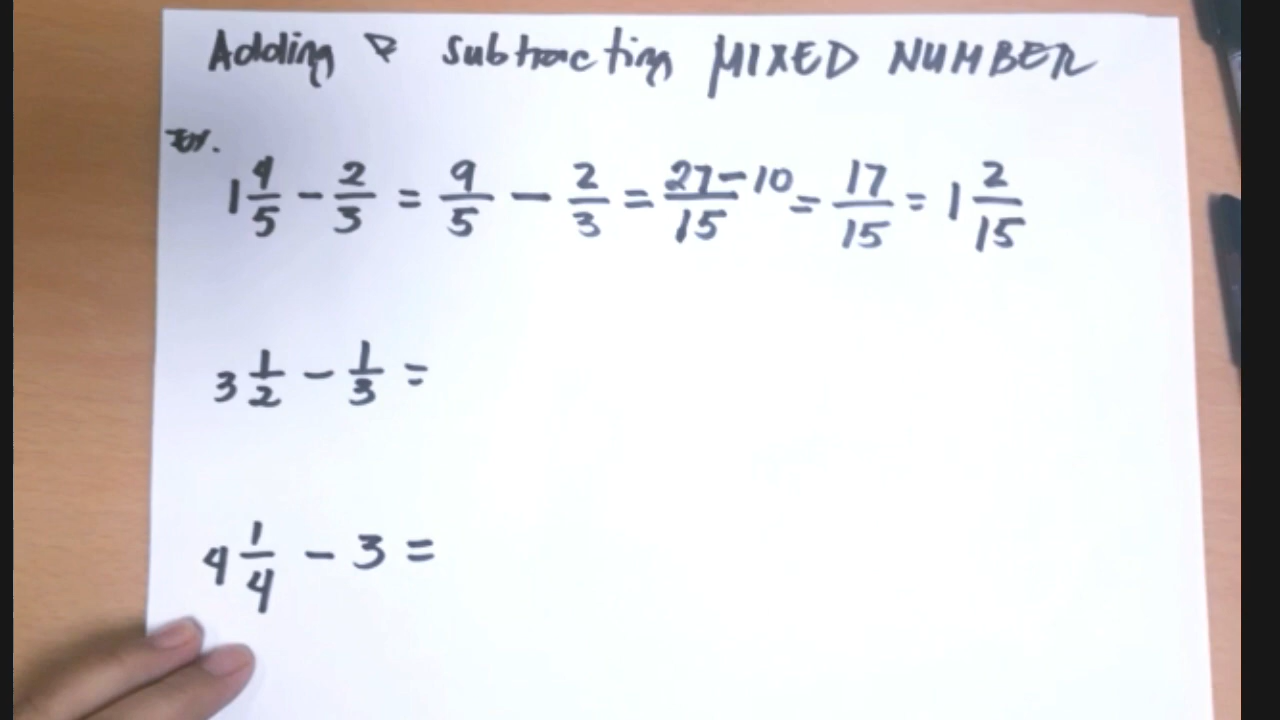 Adding & subtracting MIXED NUMBER
Ex.
1 4/5 - 2/3 = 9/5 - 2/3 = 27-10/15 = 17/15 = 1 2/15
3 1/2 - 1/3 =
4 1/4 - 3 =